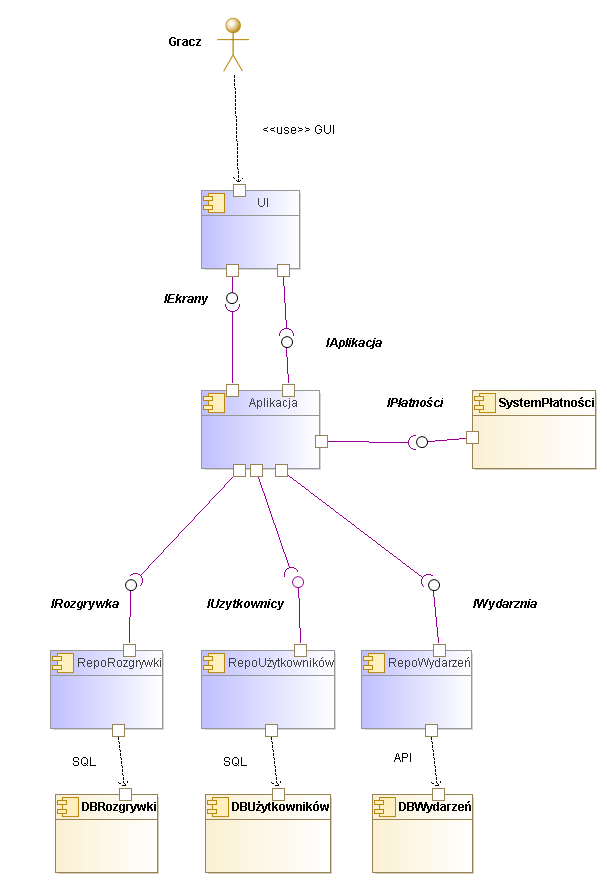 Gracz
<<use>> GUI
UI
IEkrany
IAplikacja
Aplikacja
IPłatności
SystemPłatności
IRozgrywka
IUzytkownicy
IWydarznia
RepoRozgrywki
RepoUżytkowników
RepoWydarzeń
SQL
SQL
API
DBRozgrywki
DBUżytkowników
DBWydarzeń